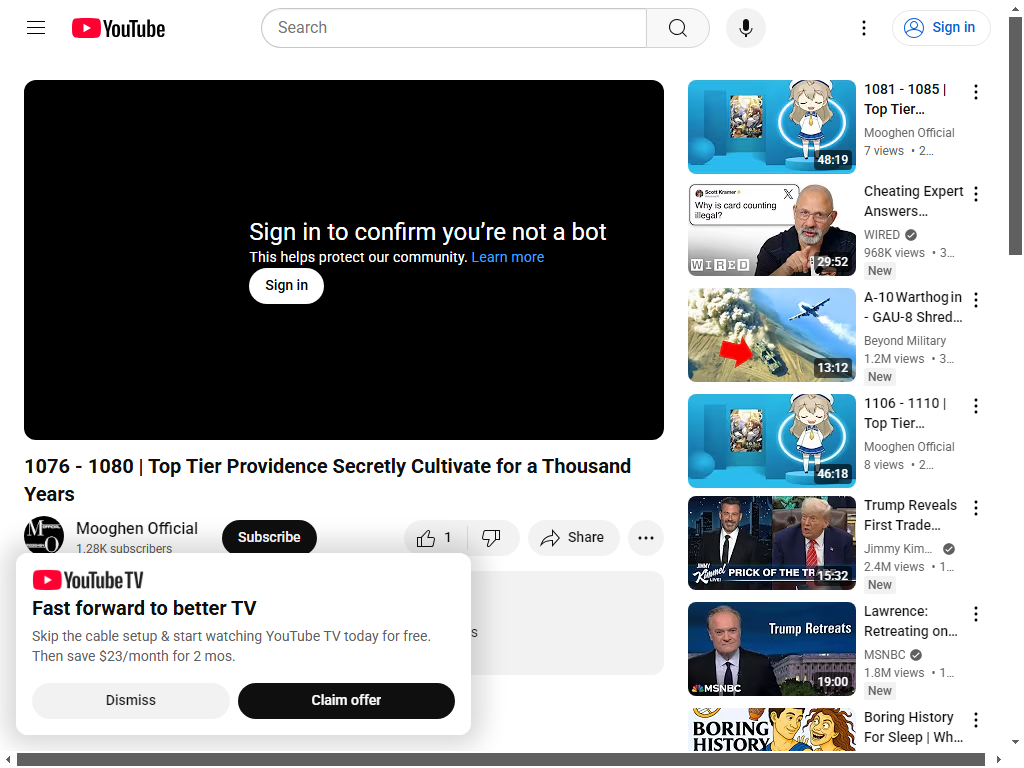 YouTube
Search
Sign in
Sign in to confirm you're not a bot
This helps protect our community. Learn more
Sign in
1076 - 1080 | Top Tier Providence Secretly Cultivate for a Thousand
Years
Mooghen Official
1.28K subscribers
Subscribe
1
Share
s
YouTube TV
Fast forward to better TV
Skip the cable setup & start watching YouTube TV today for free.
Then save $23/month for 2 mos.
Dismiss
Claim offer
48:19
1081 - 1085 |
Top Tier...
Mooghen Official
7 views • 2...
Scott Kramer
X
Why is card counting
illegal?
WIRED
29:52
Cheating Expert
Answers...
WIRED
968K views • 3...
New
13:12
A-10 Warthog in
- GAU-8 Shred...
Beyond Military
1.2M views • 3...
New
46:18
1106 - 1110 |
Top Tier...
Mooghen Official
8 views • 2...
JIMMY
Kimmel
LIVE!
PRICK OF THE TR
15:32
Trump Reveals
First Trade...
Jimmy Kim...
2.4M views • 1...
New
Trump Retreats
MSNBC
19:00
Lawrence:
Retreating on...
MSNBC
1.8M views • 1...
New
BORING
HISTORY
Boring History
For Sleep | Wh...